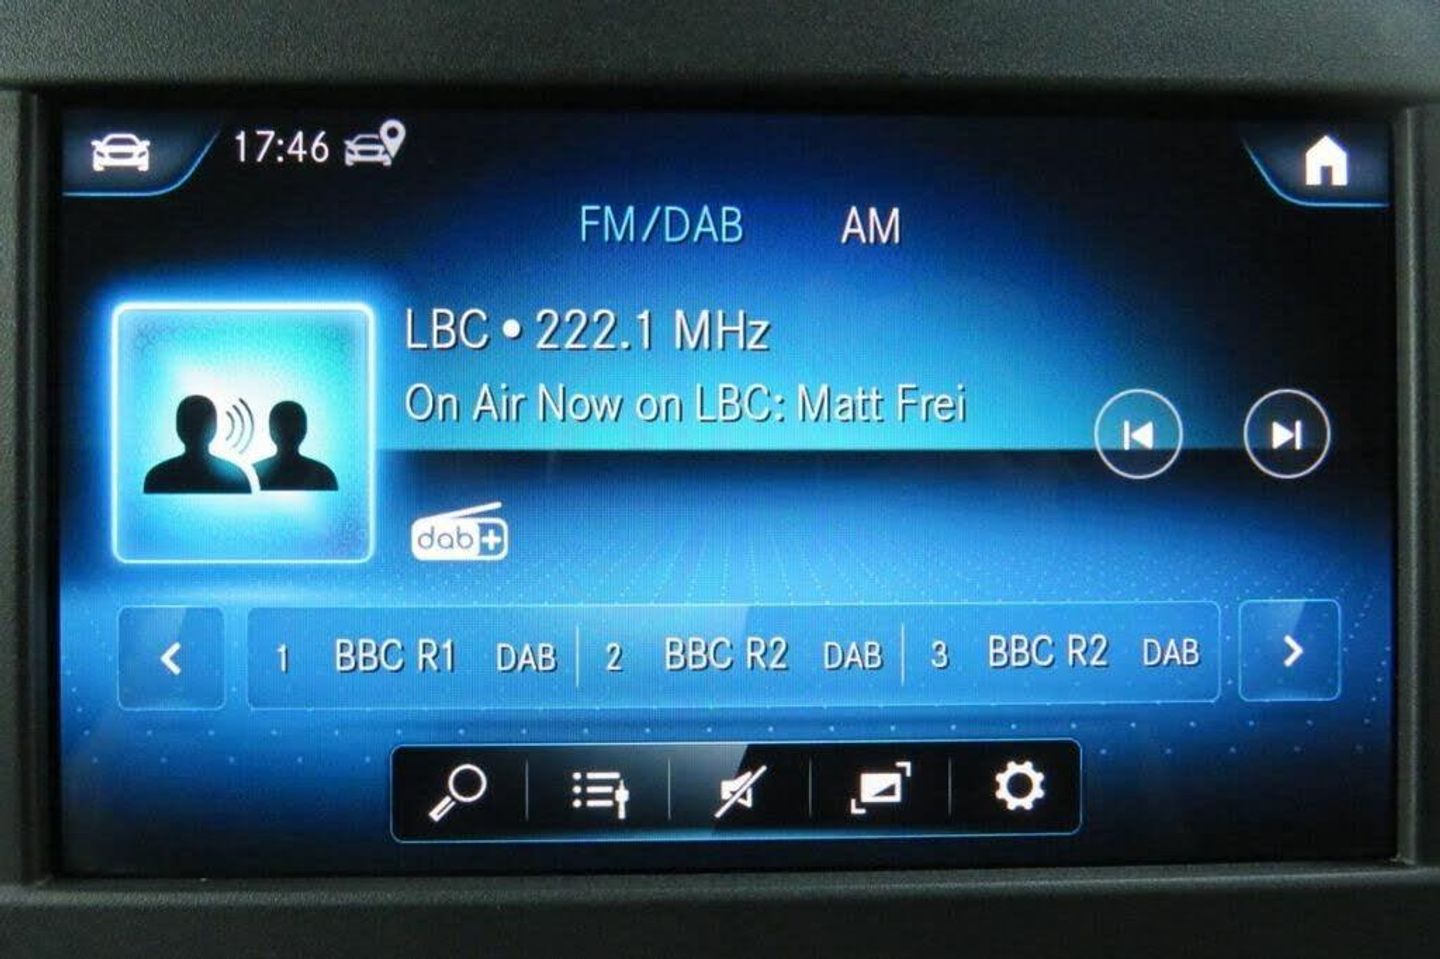 17:46
FM/DAB AM
LBC • 222.1 MHz
On Air Now on LBC: Matt Frei
dab+
1 BBC R1 DAB 2 BBC R2 DAB 3 BBC R2 DAB